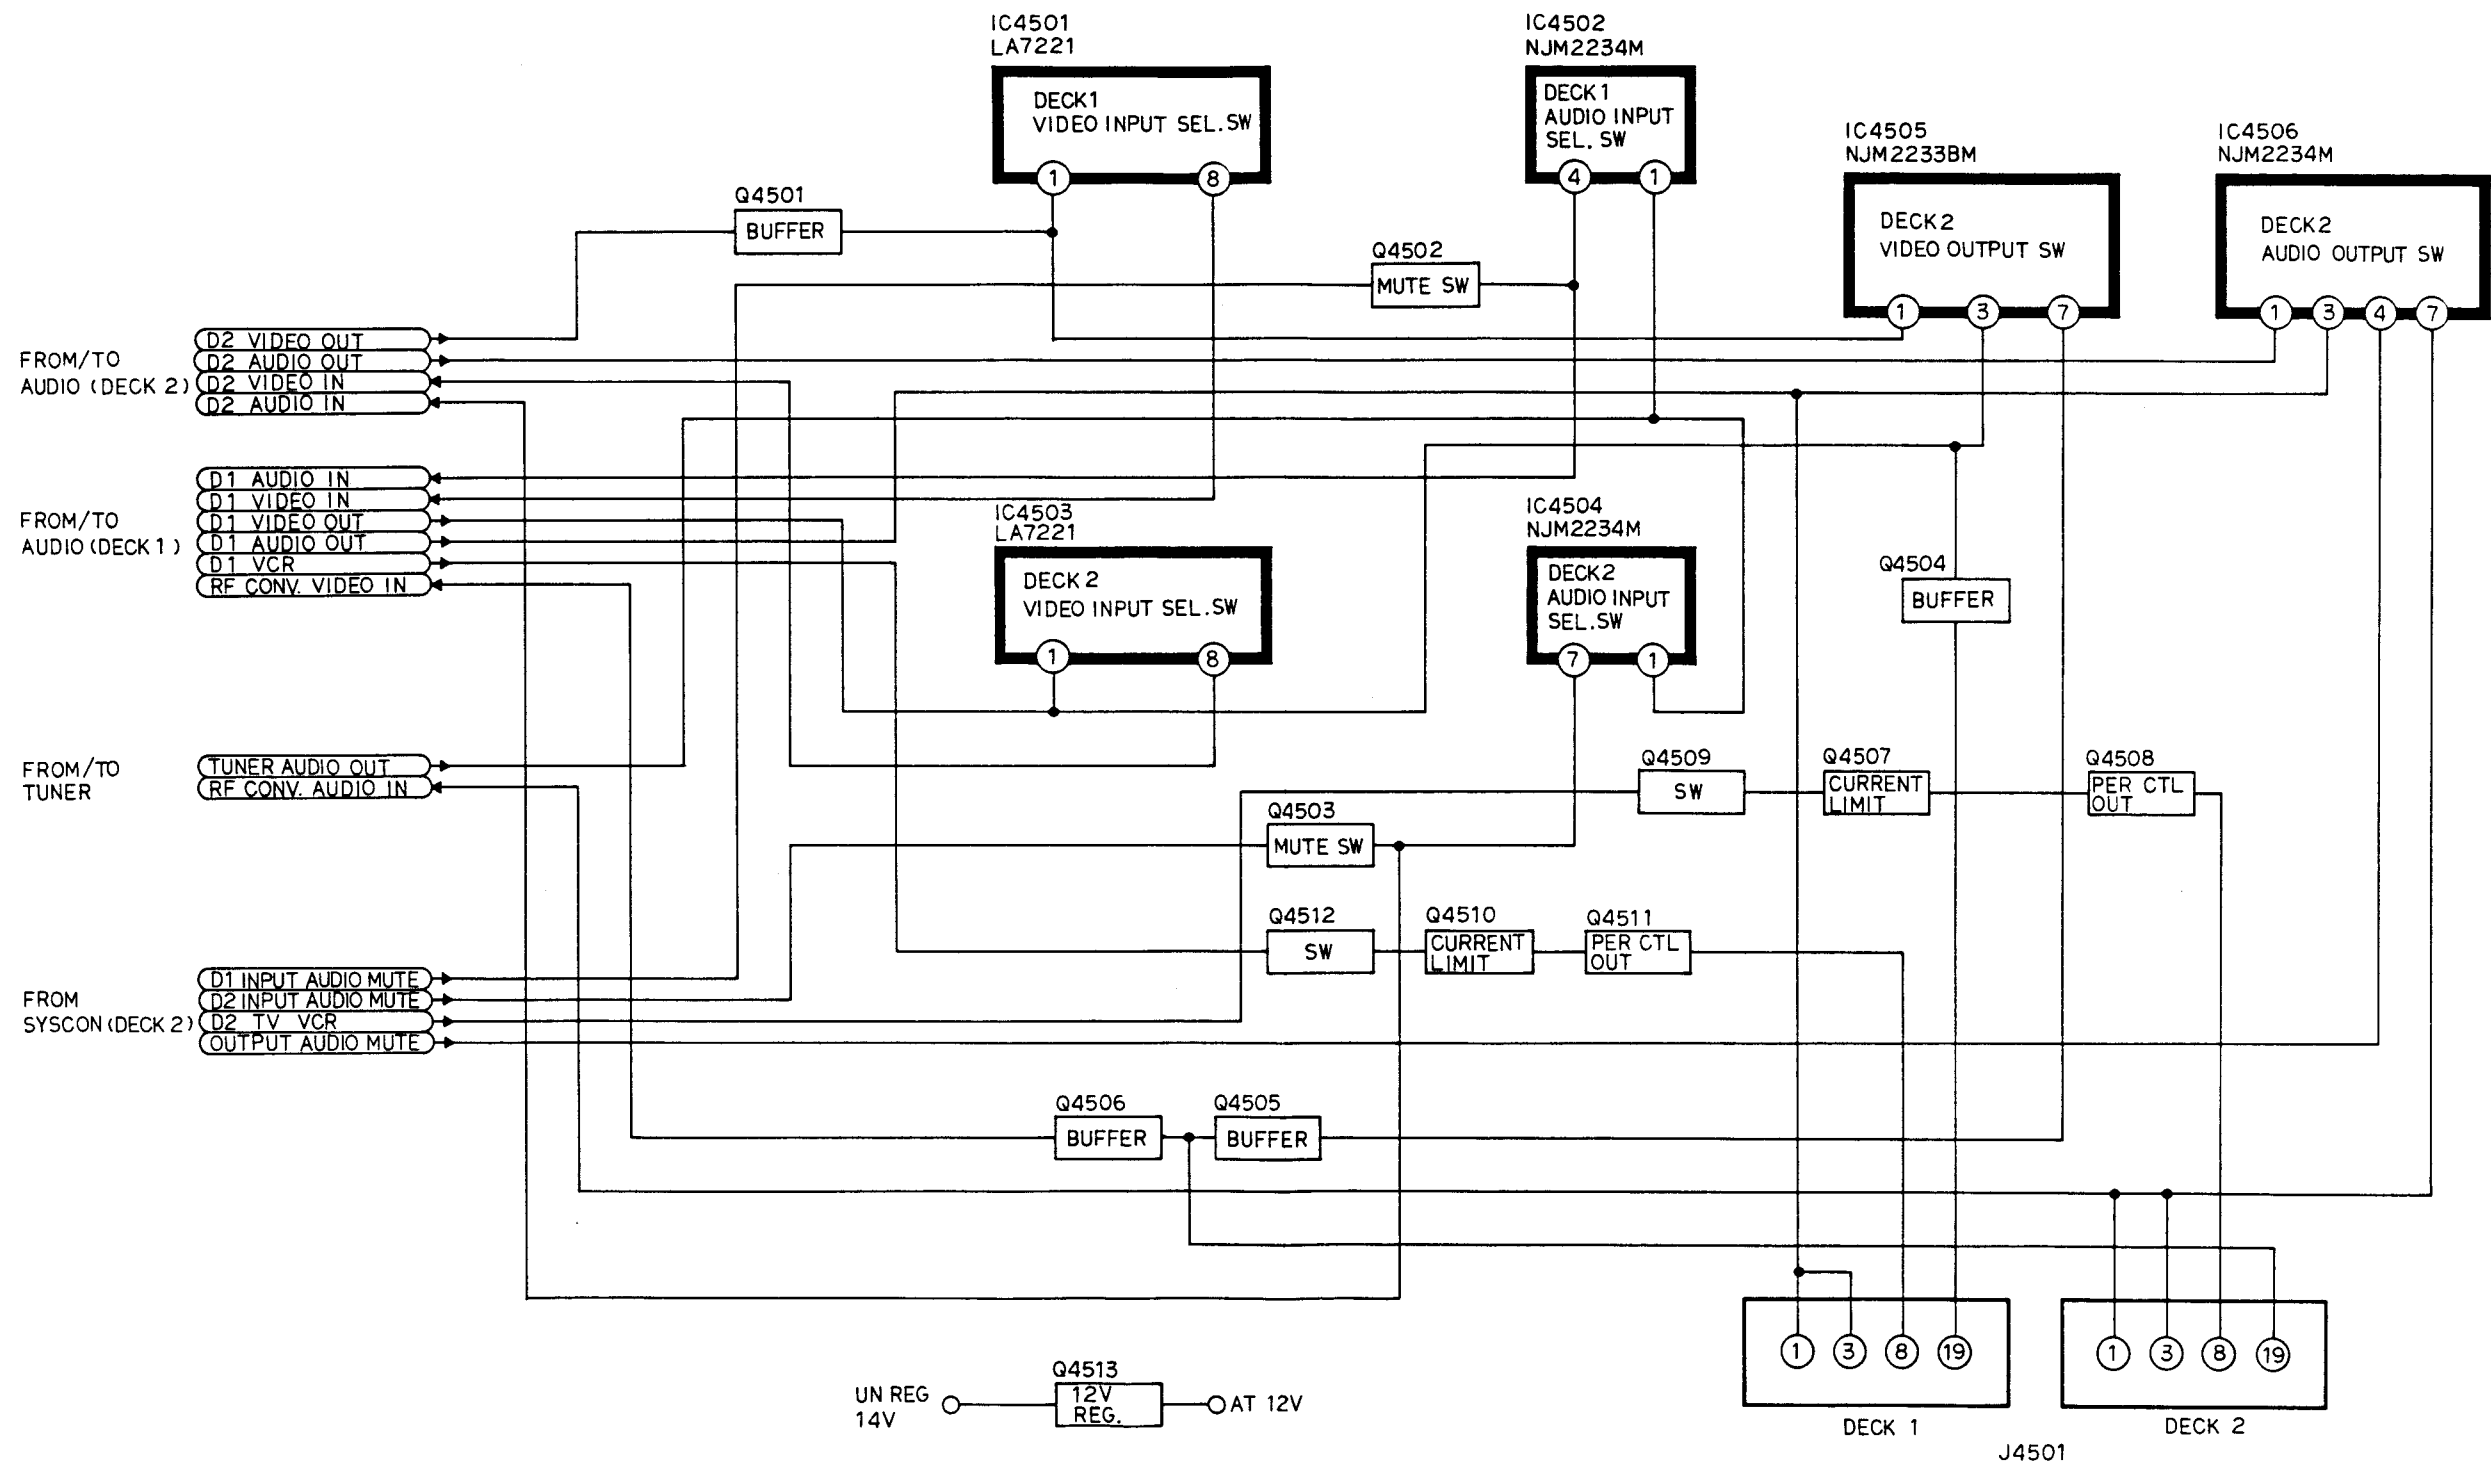 IC4501
LA7221
DECK1
VIDEO INPUT SEL.SW
1
8
IC4502
NJM2234M
DECK1
AUDIO INPUT
SEL. SW
4
1
IC4505
NJM2233BM
DECK2
VIDEO OUTPUT SW
1
3
7
IC4506
NJM2234M
DECK2
AUDIO OUTPUT SW
1
3
4
7
Q4501
BUFFER
Q4502
MUTE SW
FROM/TO
AUDIO (DECK 2)
D2 VIDEO OUT
D2 AUDIO OUT
D2 VIDEO IN
D2 AUDIO IN
FROM/TO
AUDIO (DECK 1)
D1 AUDIO IN
D1 VIDEO IN
D1 VIDEO OUT
D1 AUDIO OUT
D1 VCR
RF CONV. VIDEO IN
IC4503
LA7221
DECK 2
VIDEO INPUT SEL.SW
1
8
IC4504
NJM2234M
DECK2
AUDIO INPUT
SEL.SW
7
1
Q4504
BUFFER
FROM/TO
TUNER
TUNER AUDIO OUT
RF CONV. AUDIO IN
Q4509
SW
Q4507
CURRENT
LIMIT
Q4508
PER CTL
OUT
Q4503
MUTE SW
Q4512
SW
Q4510
CURRENT
LIMIT
Q4511
PER CTL
OUT
FROM
SYSCON (DECK 2)
D1 INPUT AUDIO MUTE
D2 INPUT AUDIO MUTE
D2 TV VCR
OUTPUT AUDIO MUTE
Q4506
BUFFER
Q4505
BUFFER
1
3
8
19
DECK 1
1
3
8
19
DECK 2
J4501
UN REG
14V
Q4513
12V
REG.
AT 12V